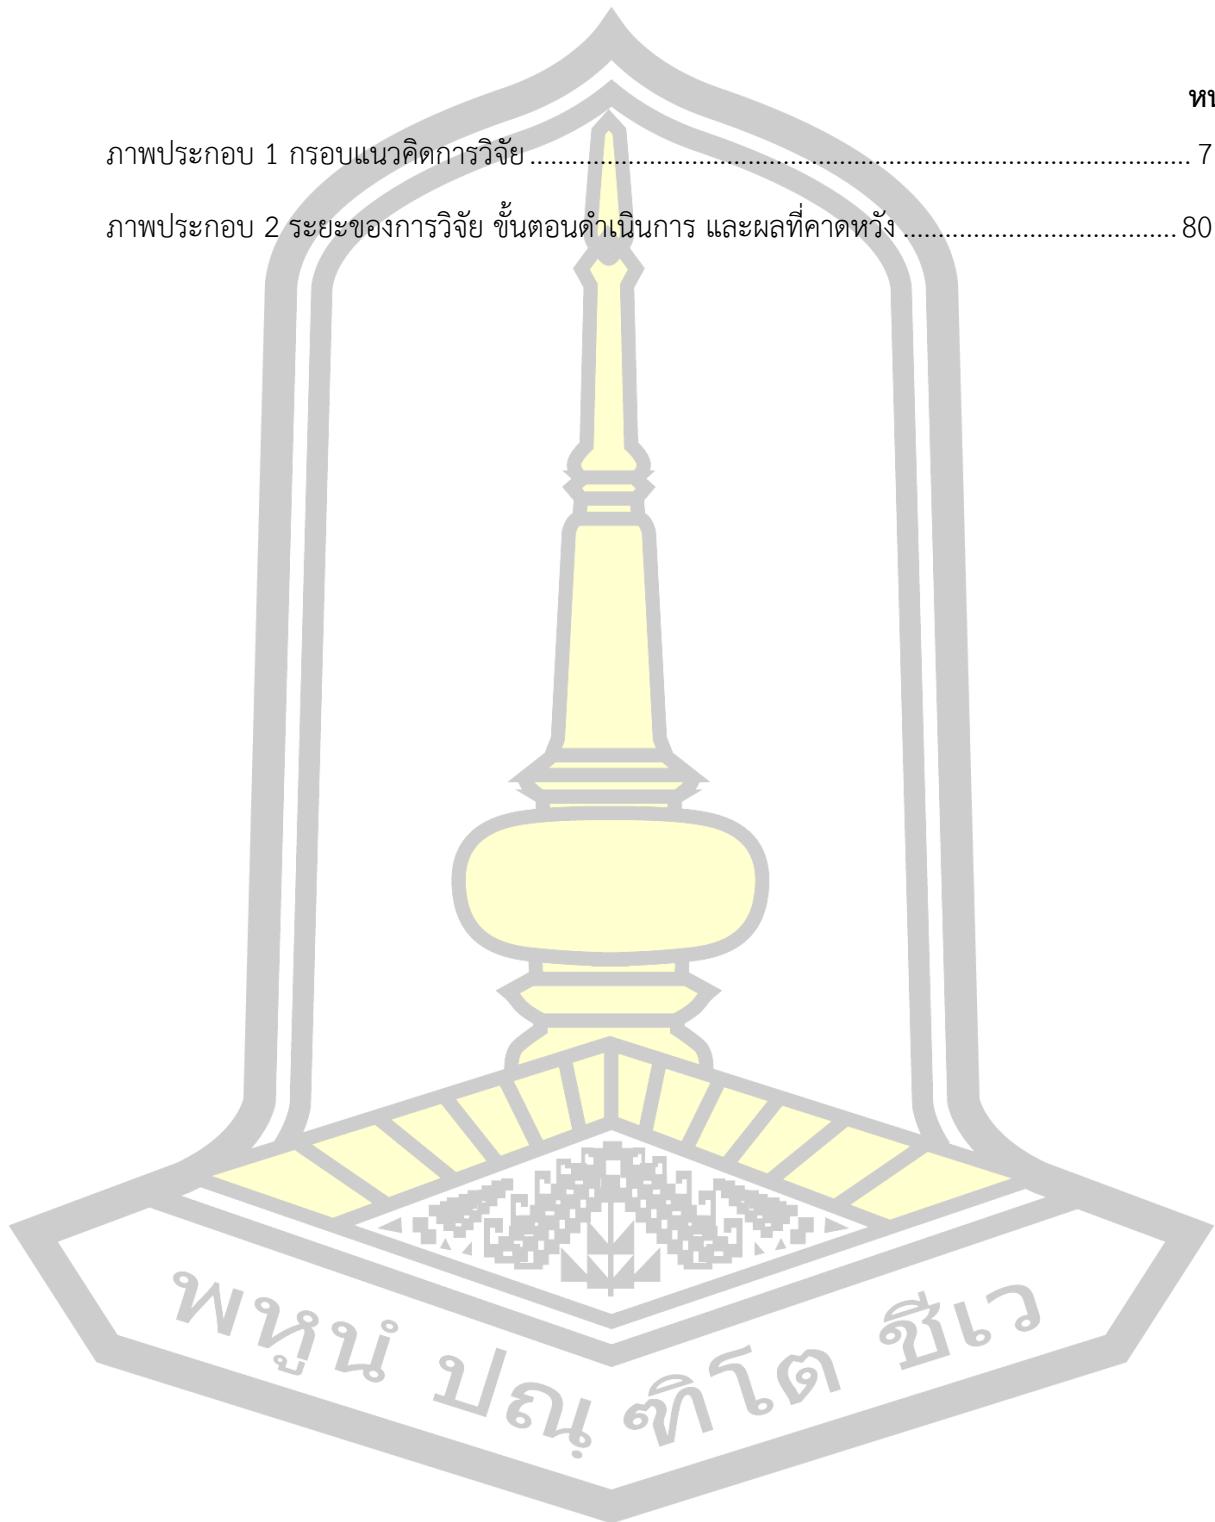 ภาพประกอบ 1 กรอบแนวคิดการวิจัย................................................................................................ 7
ภาพประกอบ 2 ระยะของการวิจัย ขั้นตอนดำเนินการ และผลที่คาดหวัง ....................................... 80
พหูนํ ปณฺ ฑิโต ชีเว